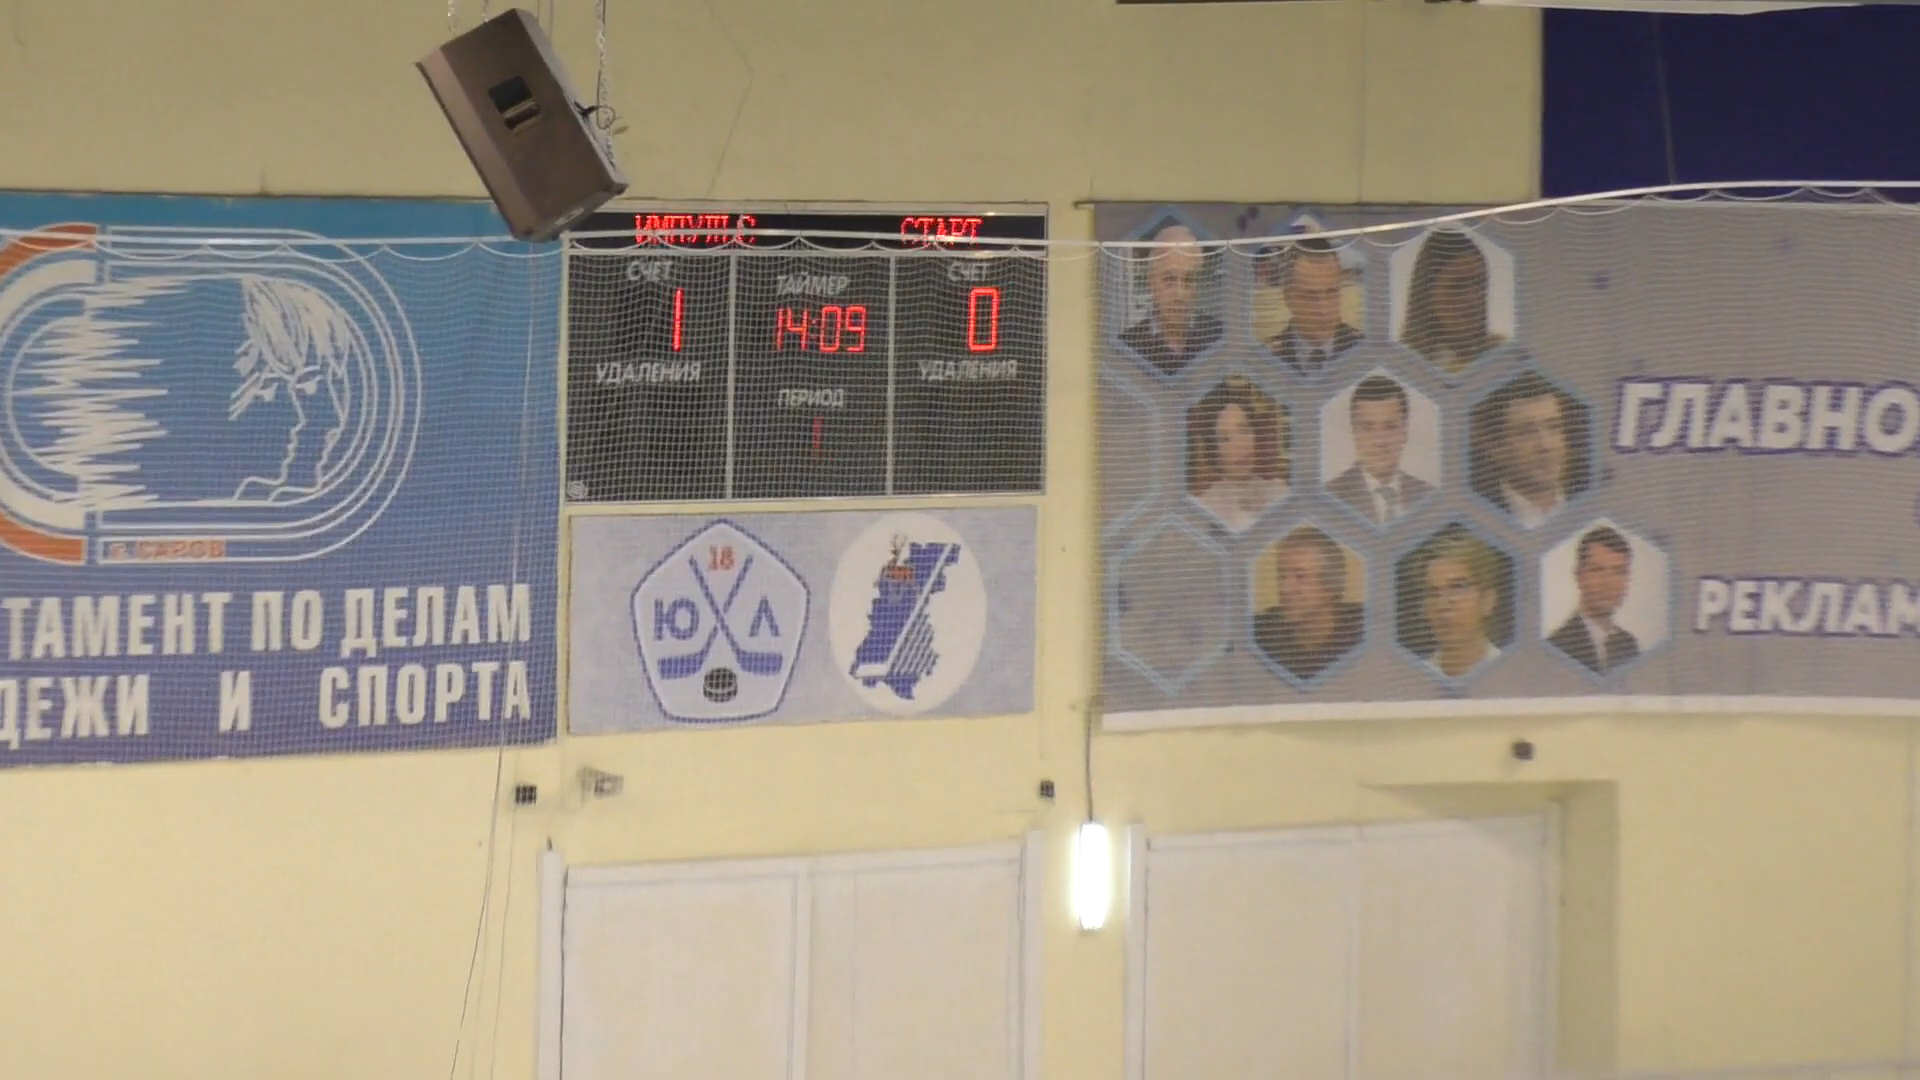 ИМПУЛЬС СТАРТ
СЧЕТ ТАЙМЕР СЧЕТ
1 14:09 0
УДАЛЕНИЯ ПЕРИОД УДАЛЕНИЯ
1
г. САРОВ
ТАМЕНТ ПО ДЕЛАМ
ДЕЖИ И СПОРТА
18
Ю Л
ГЛАВНО
РЕКЛАМ